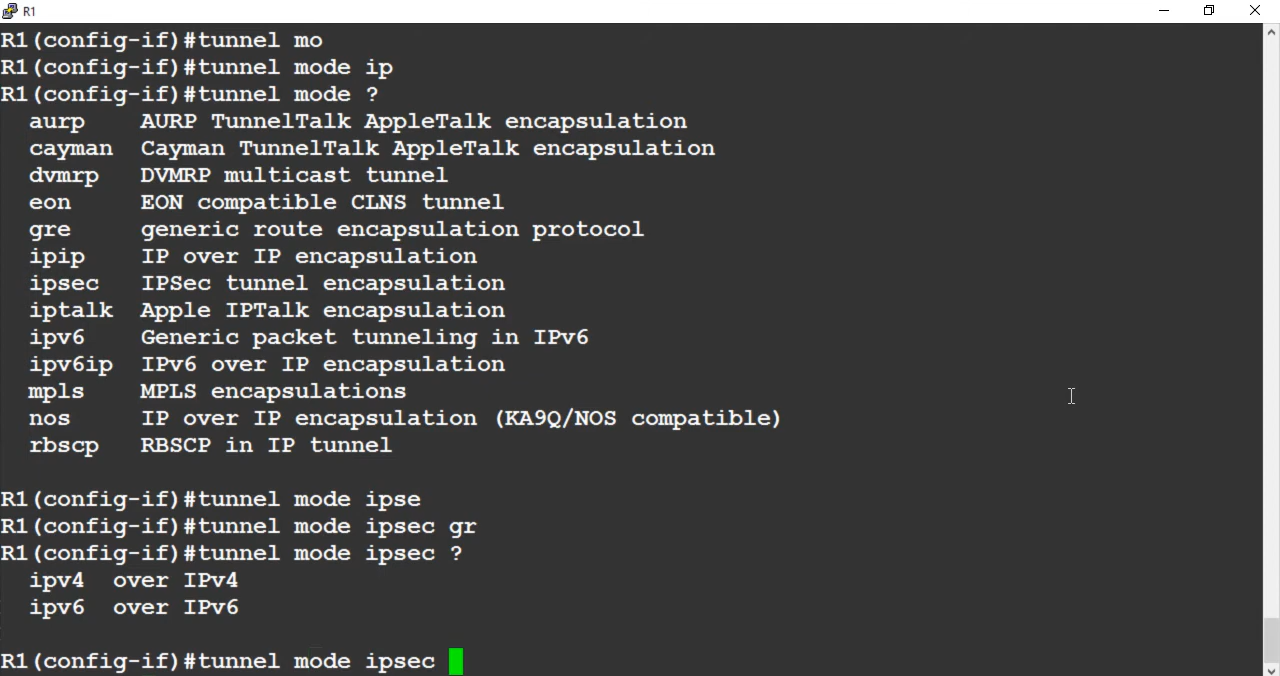 R1
R1(config-if)#tunnel mo
R1(config-if)#tunnel mode ip
R1(config-if)#tunnel mode ?
  aurp    AURP TunnelTalk AppleTalk encapsulation
  cayman  Cayman TunnelTalk AppleTalk encapsulation
  dvmrp   DVMRP multicast tunnel
  eon     EON compatible CLNS tunnel
  gre     generic route encapsulation protocol
  ipip    IP over IP encapsulation
  ipsec   IPSec tunnel encapsulation
  iptalk  Apple IPTalk encapsulation
  ipv6    Generic packet tunneling in IPv6
  ipv6ip  IPv6 over IP encapsulation
  mpls    MPLS encapsulations
  nos     IP over IP encapsulation (KA9Q/NOS compatible)
  rbscp   RBSCP in IP tunnel
R1(config-if)#tunnel mode ipse
R1(config-if)#tunnel mode ipsec gr
R1(config-if)#tunnel mode ipsec ?
  ipv4  over IPv4
  ipv6  over IPv6
R1(config-if)#tunnel mode ipsec